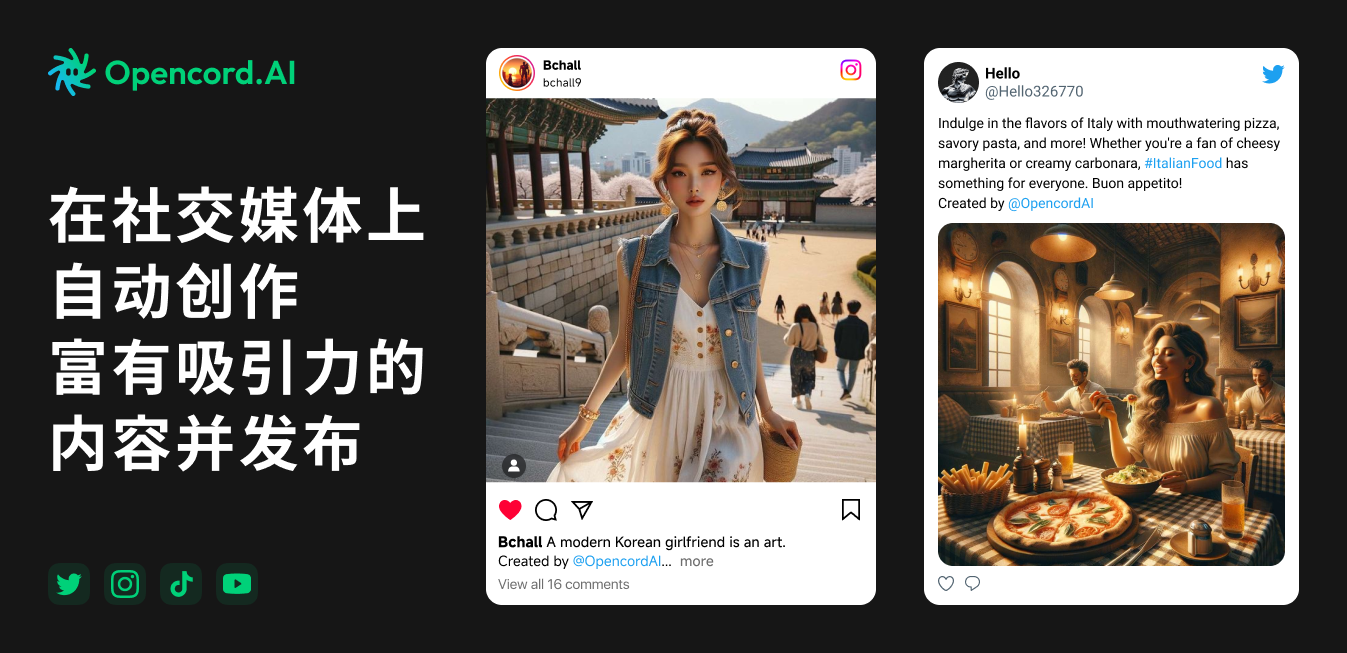 Opencord.AI
在社交媒体上
自动创作
富有吸引力的
内容并发布
Bchall
bchall9
Bchall A modern Korean girlfriend is an art.
Created by @OpencordAI... more
View all 16 comments
Hello
@Hello326770
Indulge in the flavors of Italy with mouthwatering pizza,
savory pasta, and more! Whether you're a fan of cheesy
margherita or creamy carbonara, #ItalianFood has
something for everyone. Buon appetito!
Created by @OpencordAI